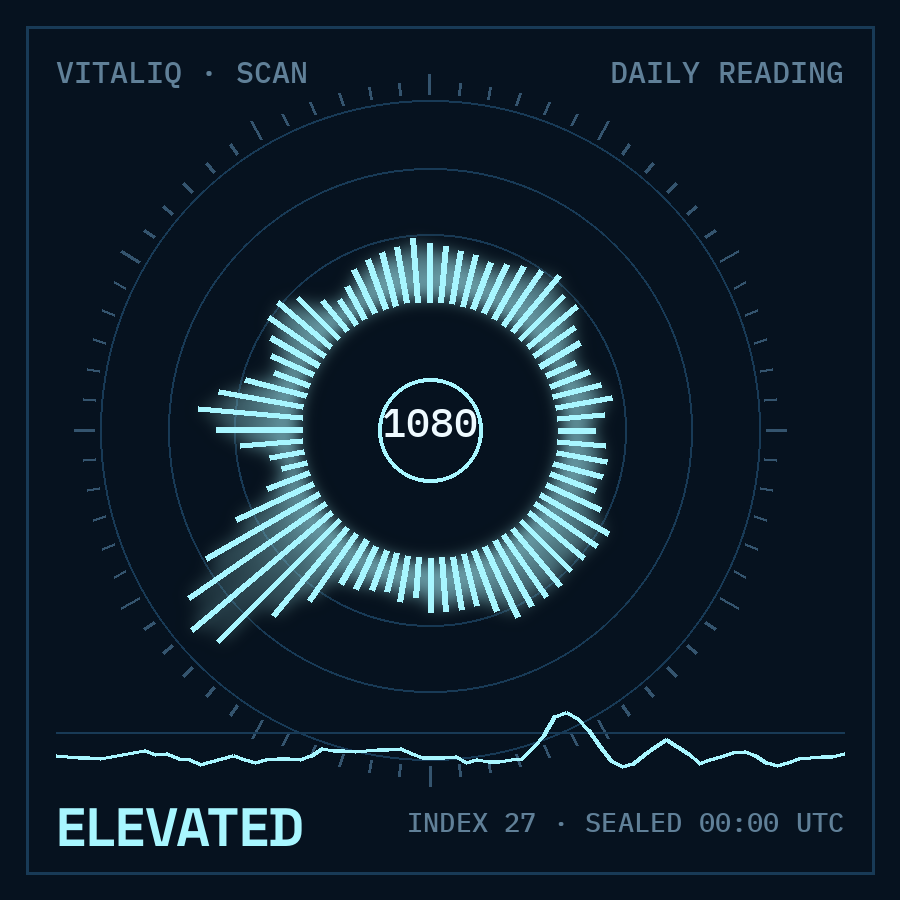 VITALIQ · SCAN
DAILY READING
1080
ELEVATED
INDEX 27 · SEALED 00:00 UTC